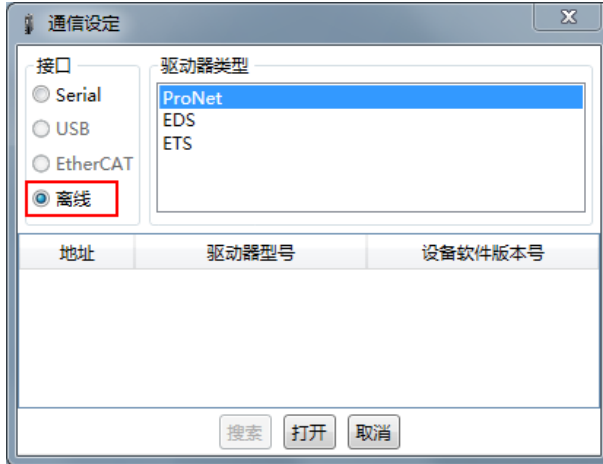 通信设定
接口
驱动器类型
Serial
USB
EtherCAT
离线
ProNet
EDS
ETS
地址
驱动器型号
设备软件版本号
搜索
打开
取消